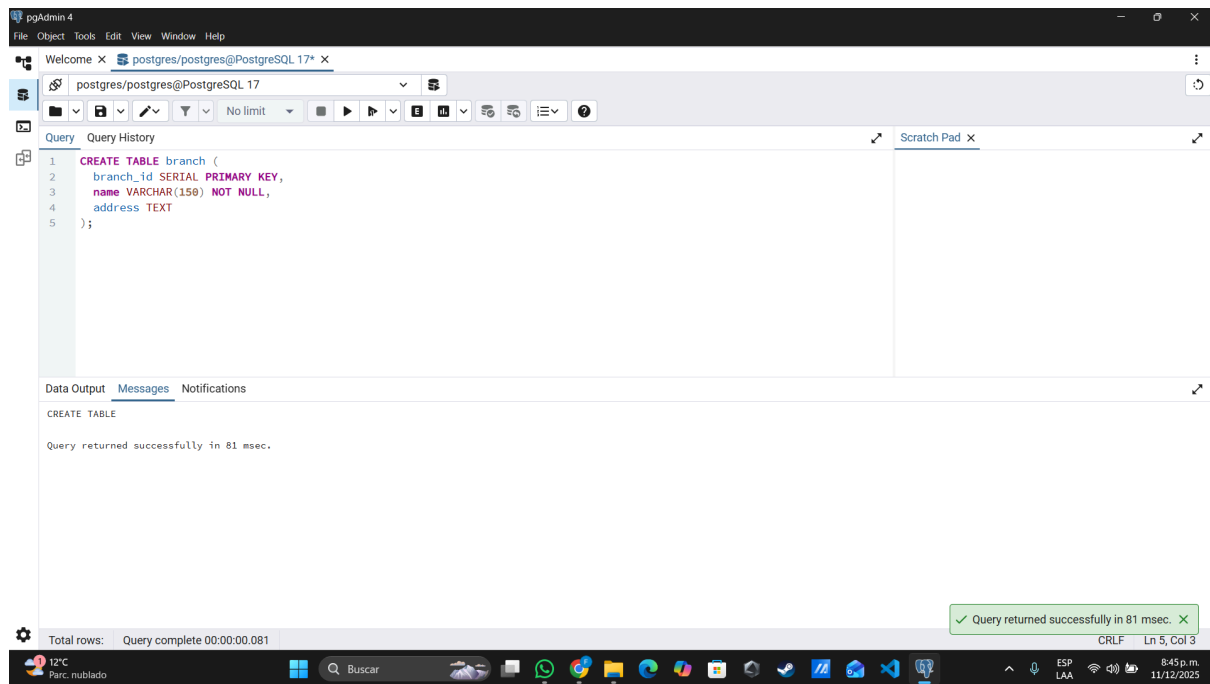 pgAdmin 4
File Object Tools Edit View Window Help
Welcome postgres/postgres@PostgreSQL 17*
postgres/postgres@PostgreSQL 17
No limit
E
Query Query History
Scratch Pad
1 CREATE TABLE branch (
2 branch_id SERIAL PRIMARY KEY,
3 name VARCHAR(150) NOT NULL,
4 address TEXT
5 );
Data Output Messages Notifications
CREATE TABLE
Query returned successfully in 81 msec.
Query returned successfully in 81 msec.
Total rows: Query complete 00:00:00.081
CRLF Ln 5, Col 3
1 12°C
Parc. nublado
Buscar
ESP
LAA
8:45 p.m.
11/12/2025